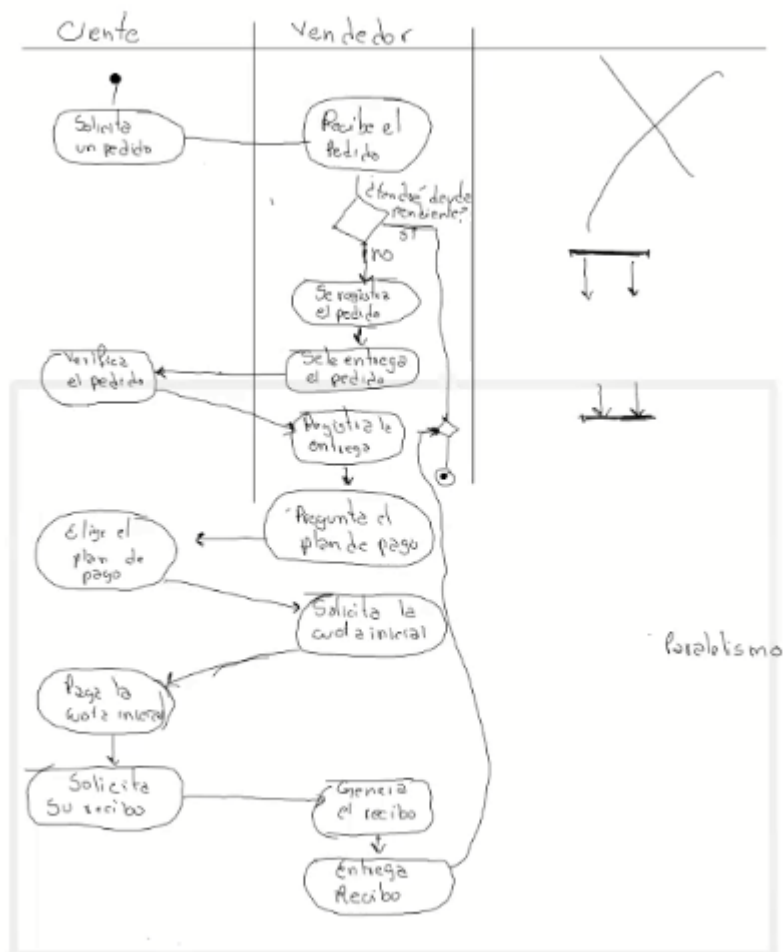 Cliente
Vendedor
Solicita
un pedido
Recibe el
Pedido
¿Tendrá deuda
pendiente?
SI
NO
Se registra
el pedido
Se le entrega
el pedido
Verifica
el pedido
Registra la
entrega
Pregunta el
plan de pago
Elige el
plan de
pago
Solicita la
cuota inicial
Paga la
cuota inicial
Solicita
Su recibo
Genera
el recibo
Entrega
Recibo
Paralelismo